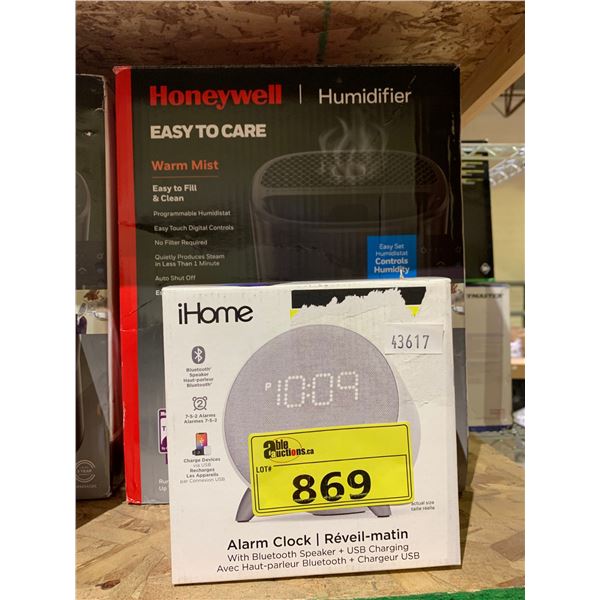 Honeywell | Humidifier
EASY TO CARE
Warm Mist
Easy to Fill
& Clean
Programmable Humidistat
Easy Touch Digital Controls
No Filter Required
Quietly Produces Steam
in Less Than 1 Minute
Auto Shut Off
Easy Set
Humidistat
Controls
Humidity
iHome
43617
Bluetooth®
Speaker
Haut-parleur
Bluetooth®
2
7-5-2 Alarms
Alarmes 7-5-2
Charge Devices
via USB
Recharges
Les Appareils
par Connexion USB
P10:09
ableauctions.ca
LOT# 869
actual size
taille réelle
Alarm Clock | Réveil-matin
With Bluetooth Speaker + USB Charging
Avec Haut-parleur Bluetooth + Chargeur USB